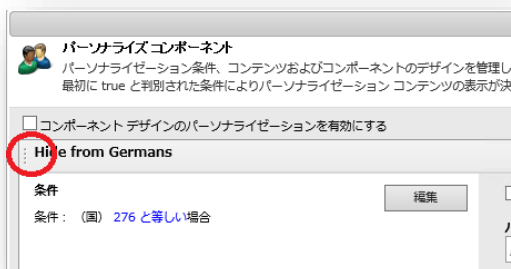 パーソナライズ コンポーネント
パーソナライゼーション条件、コンテンツおよびコンポーネントのデザインを管理し
最初に true と判別された条件によりパーソナライゼーション コンテンツの表示が決
コンポーネント デザインのパーソナライゼーションを有効にする
Hide from Germans
条件
編集
条件： （国） 276 と等しい場合